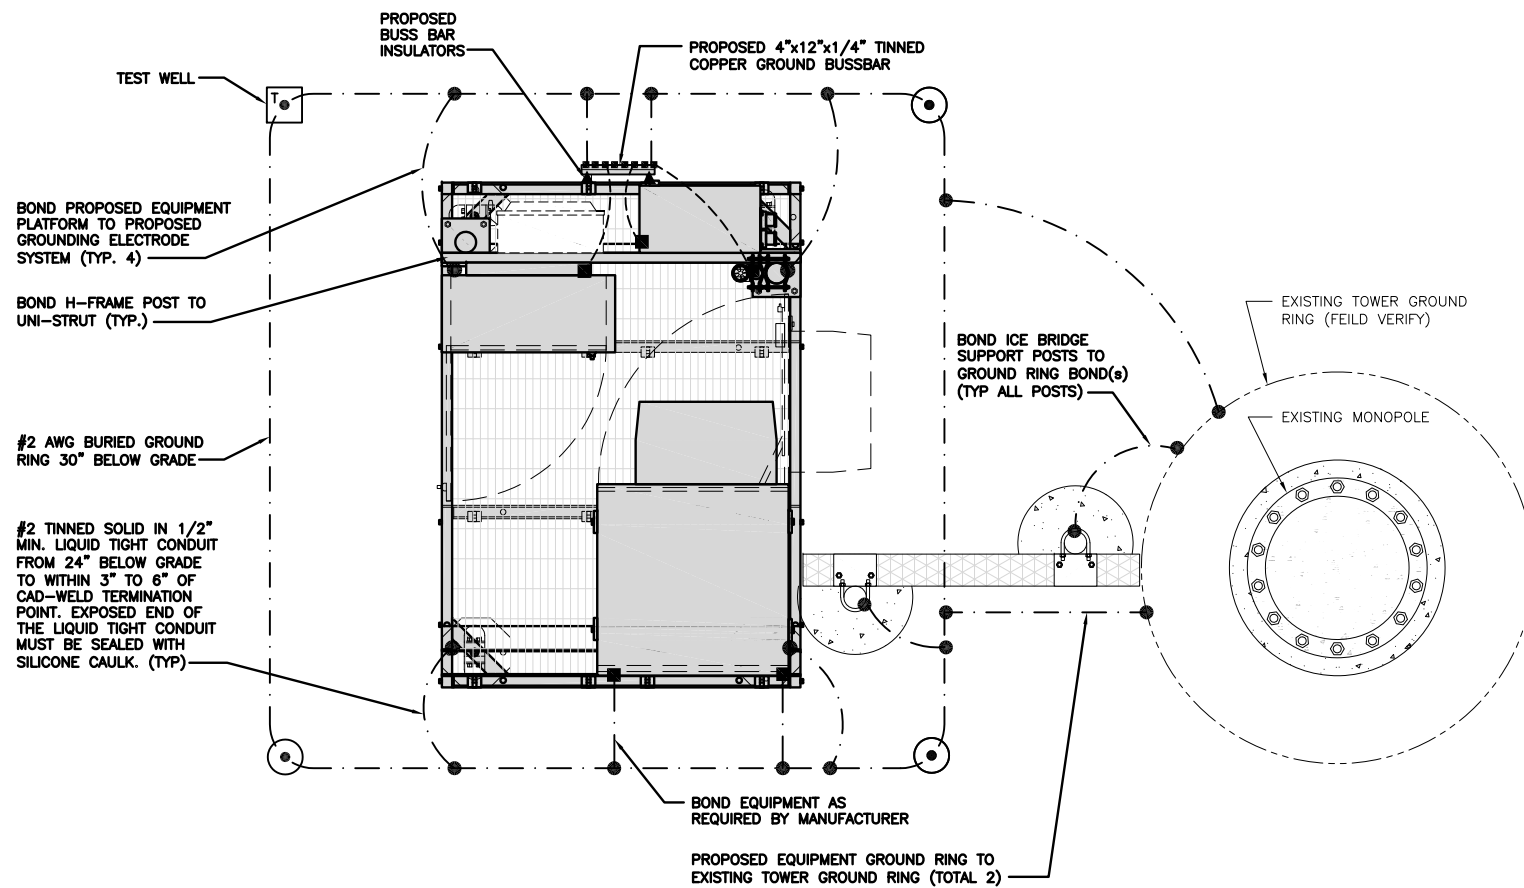 PROPOSED
BUSS BAR
INSULATORS
PROPOSED 4"x12"x1/4" TINNED
COPPER GROUND BUSSBAR
TEST WELL
T
BOND PROPOSED EQUIPMENT
PLATFORM TO PROPOSED
GROUNDING ELECTRODE
SYSTEM (TYP. 4)
BOND H-FRAME POST TO
UNI-STRUT (TYP.)
EXISTING TOWER GROUND
RING (FEILD VERIFY)
BOND ICE BRIDGE
SUPPORT POSTS TO
GROUND RING BOND(s)
(TYP ALL POSTS)
EXISTING MONOPOLE
#2 AWG BURIED GROUND
RING 30" BELOW GRADE
#2 TINNED SOLID IN 1/2"
MIN. LIQUID TIGHT CONDUIT
FROM 24" BELOW GRADE
TO WITHIN 3" TO 6" OF
CAD-WELD TERMINATION
POINT. EXPOSED END OF
THE LIQUID TIGHT CONDUIT
MUST BE SEALED WITH
SILICONE CAULK. (TYP)
BOND EQUIPMENT AS
REQUIRED BY MANUFACTURER
PROPOSED EQUIPMENT GROUND RING TO
EXISTING TOWER GROUND RING (TOTAL 2)